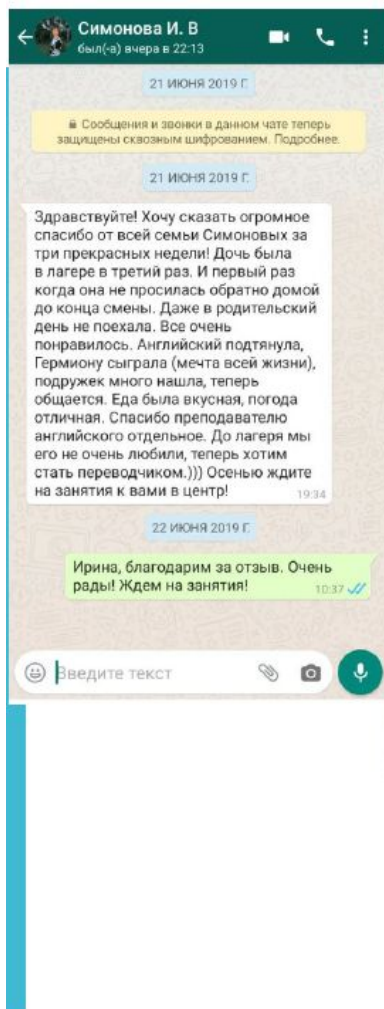 Симонова И. В
был(-а) вчера в 22:13
21 ИЮНЯ 2019 Г.
Сообщения и звонки в данном чате теперь
защищены сквозным шифрованием. Подробнее.
21 ИЮНЯ 2019 Г.
Здравствуйте! Хочу сказать огромное
спасибо от всей семьи Симоновых за
три прекрасных недели! Дочь была
в лагере в третий раз. И первый раз
когда она не просилась обратно домой
до конца смены. Даже в родительский
день не поехала. Все очень
понравилось. Английский подтянула,
Гермиону сыграла (мечта всей жизни),
подружек много нашла, теперь
общается. Еда была вкусная, погода
отличная. Спасибо преподавателю
английского отдельное. До лагеря мы
его не очень любили, теперь хотим
стать переводчиком.))) Осенью ждите
на занятия к вами в центр!
19:34
22 ИЮНЯ 2019 Г.
Ирина, благодарим за отзыв. Очень
рады! Ждем на занятия!
10:37
Введите текст